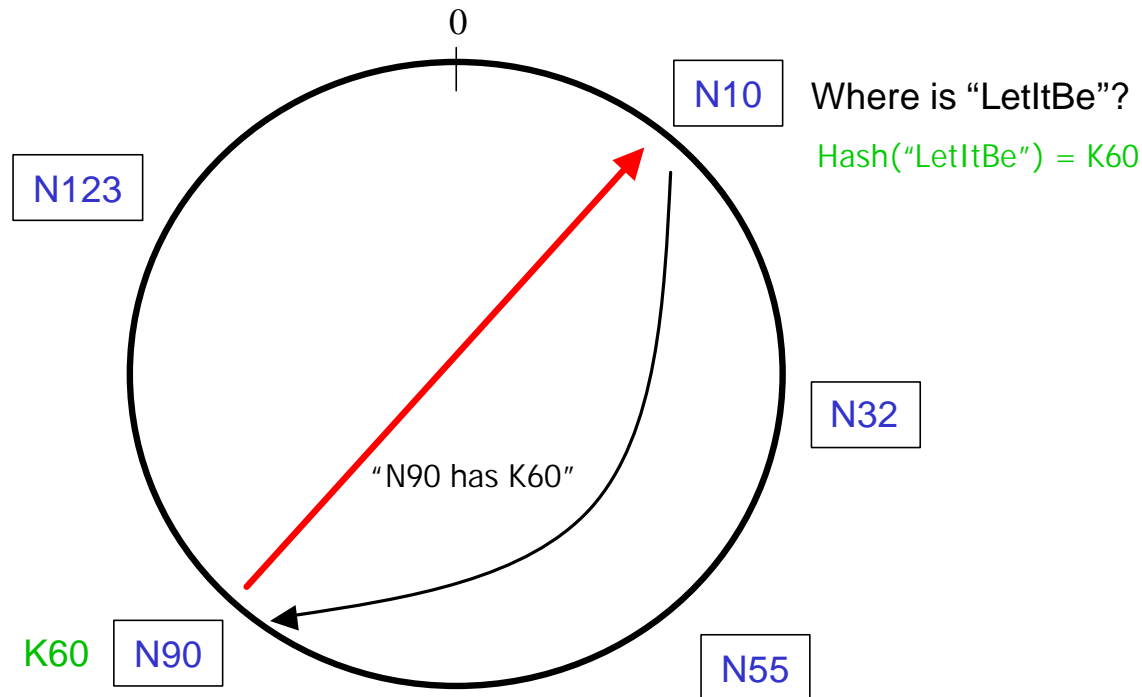 0
N10 Where is “LetItBe”?
Hash(“LetItBe”) = K60
N123
N32
“N90 has K60”
K60 N90
N55